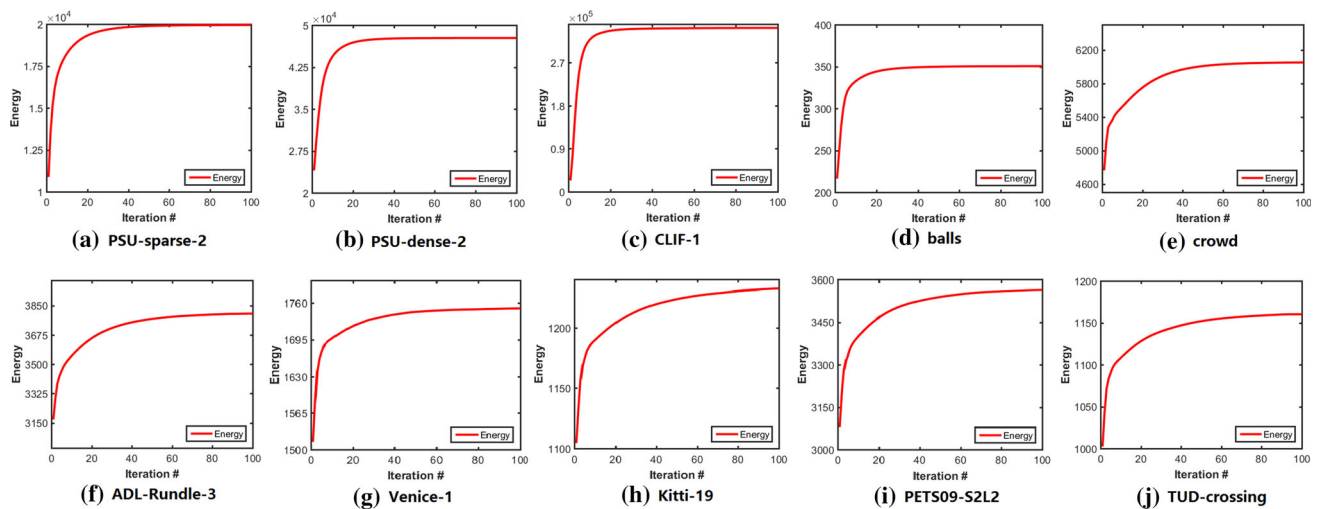 ×10⁴
20
17.5
15
12.5
1
0 20 40 60 80 100
Energy
Iteration #
Energy
(a) PSU-sparse-2
×10⁴
5
4.25
3.5
2.75
2
0 20 40 60 80 100
Energy
Iteration #
Energy
(b) PSU-dense-2
×10⁵
2.7
1.8
0.9
0
0 20 40 60 80 100
Energy
Iteration #
Energy
(c) CLIF-1
400
350
300
250
200
0 20 40 60 80 100
Energy
Iteration #
Energy
(d) balls
6200
5800
5400
5000
4600
0 20 40 60 80 100
Energy
Iteration #
Energy
(e) crowd
3850
3675
3500
3325
3150
0 20 40 60 80 100
Energy
Iteration #
Energy
(f) ADL-Rundle-3
1760
1695
1630
1565
1500
0 20 40 60 80 100
Energy
Iteration #
Energy
(g) Venice-1
1200
1150
1100
0 20 40 60 80 100
Energy
Iteration #
Energy
(h) Kitti-19
3600
3450
3300
3150
3000
0 20 40 60 80 100
Energy
Iteration #
Energy
(i) PETS09-S2L2
1200
1150
1100
1050
1000
0 20 40 60 80 100
Energy
Iteration #
Energy
(j) TUD-crossing